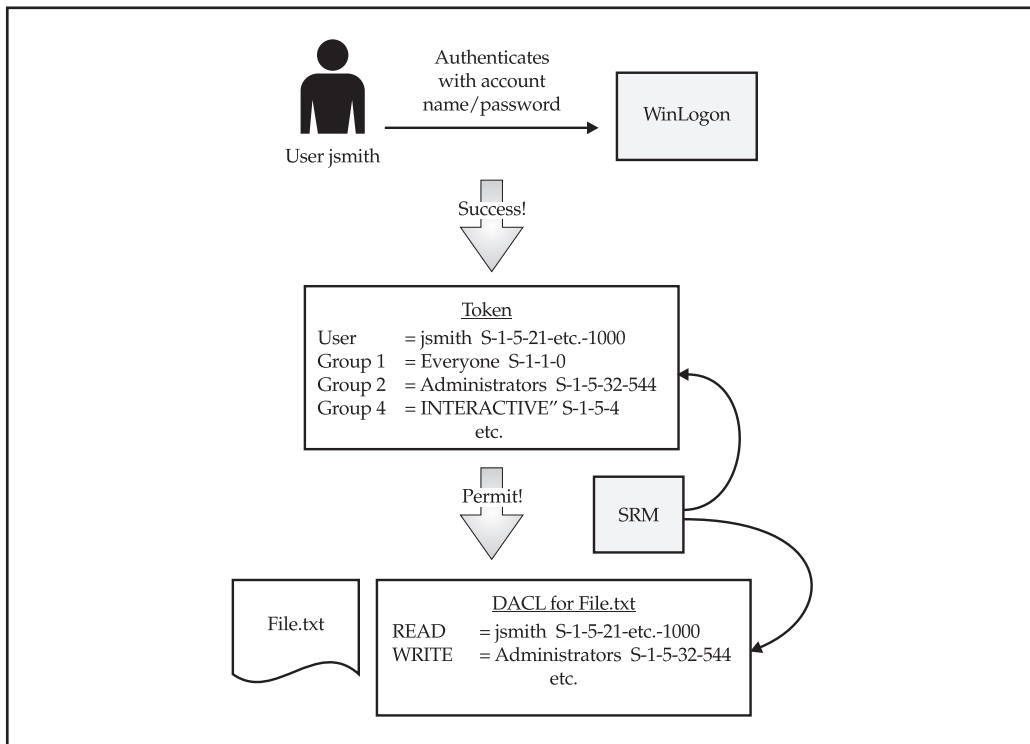 Authenticates
with account
name/password
WinLogon
User jsmith
Success!
Token
User = jsmith S-1-5-21-etc.-1000
Group 1 = Everyone S-1-1-0
Group 2 = Administrators S-1-5-32-544
Group 4 = INTERACTIVE” S-1-5-4
etc.
Permit!
SRM
File.txt
DACL for File.txt
READ = jsmith S-1-5-21-etc.-1000
WRITE = Administrators S-1-5-32-544
etc.